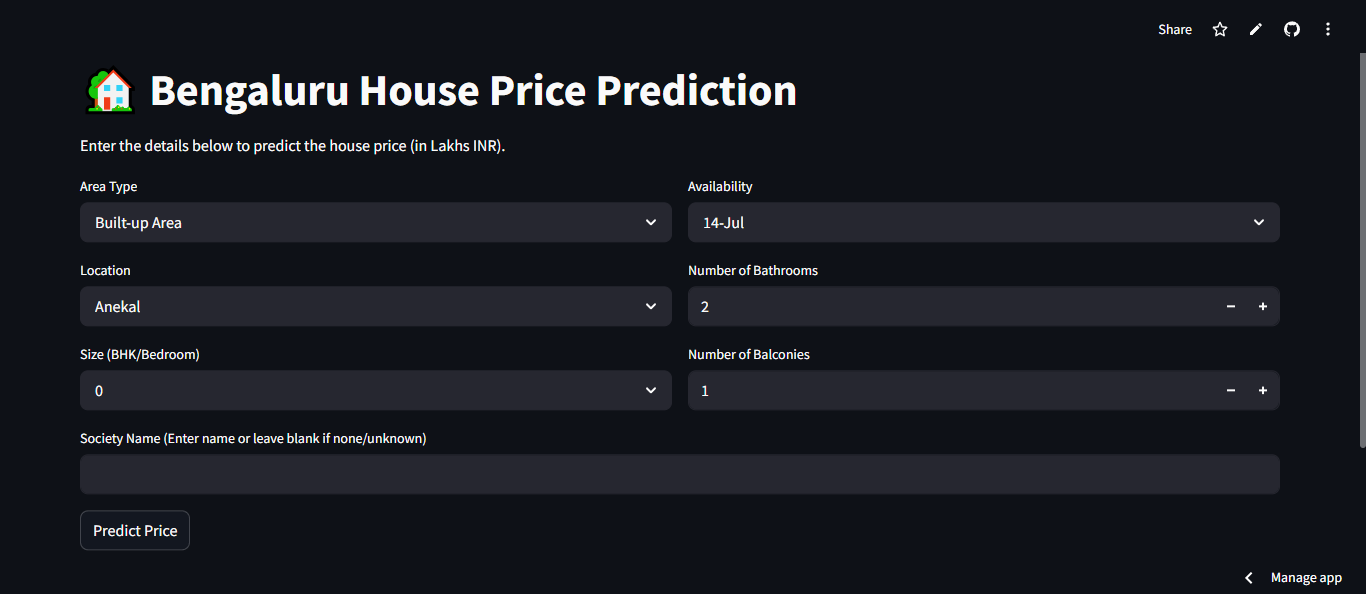 Share
Bengaluru House Price Prediction
Enter the details below to predict the house price (in Lakhs INR).
Area Type
Availability
Built-up Area
14-Jul
Location
Number of Bathrooms
Anekal
2
Size (BHK/Bedroom)
Number of Balconies
0
1
Society Name (Enter name or leave blank if none/unknown)
Predict Price
Manage app